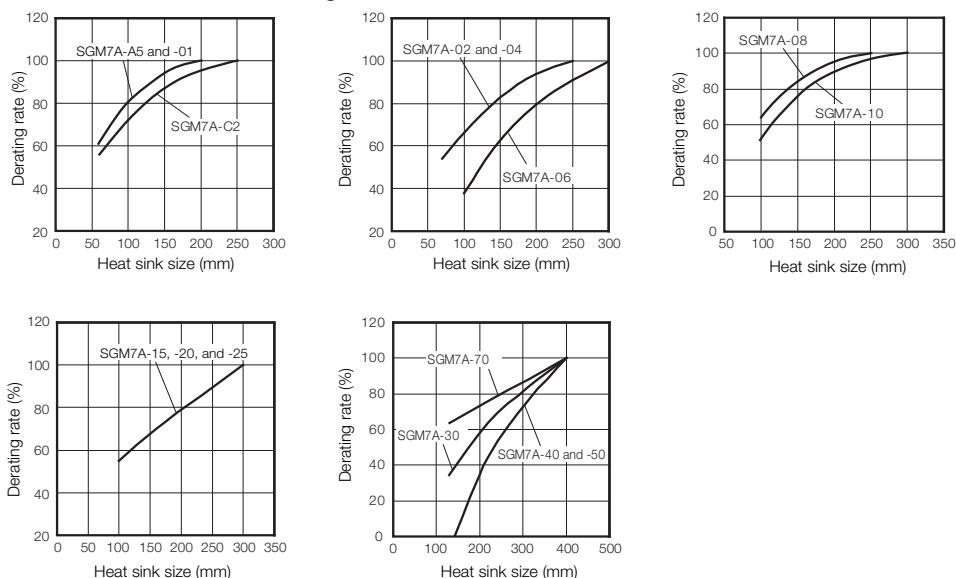 120
100
80
60
40
20
Derating rate (%)
SGM7A-A5 and -01
SGM7A-C2
0 50 100 150 200 250 300
Heat sink size (mm)
120
100
80
60
40
20
Derating rate (%)
SGM7A-02 and -04
SGM7A-06
0 50 100 150 200 250 300
Heat sink size (mm)
120
100
80
60
40
20
0
Derating rate (%)
SGM7A-08
SGM7A-10
50 100 150 200 250 300 350
Heat sink size (mm)
120
100
80
60
40
20
Derating rate (%)
SGM7A-15, -20, and -25
0 50 100 150 200 250 300 350
Heat sink size (mm)
120
100
80
60
40
20
0
Derating rate (%)
SGM7A-70
SGM7A-30
SGM7A-40 and -50
0 100 200 300 400 500
Heat sink size (mm)